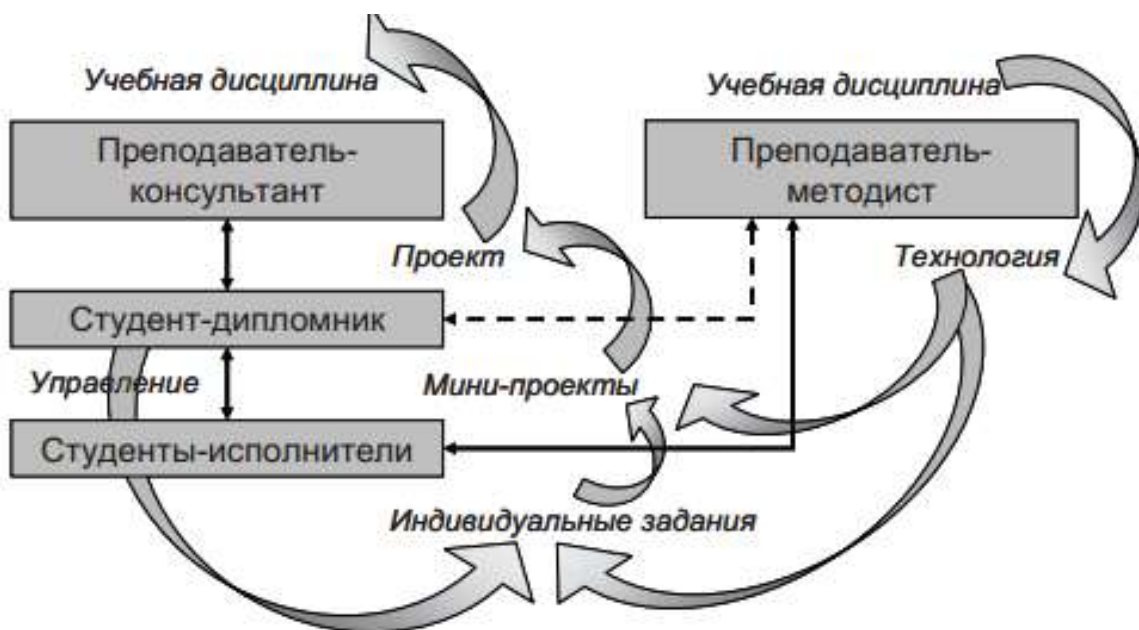 Учебная дисциплина
Учебная дисциплина
Преподаватель-
консультант
Преподаватель-
методист
Проект
Технология
Студент-дипломник
Управление
Мини-проекты
Студенты-исполнители
Индивидуальные задания